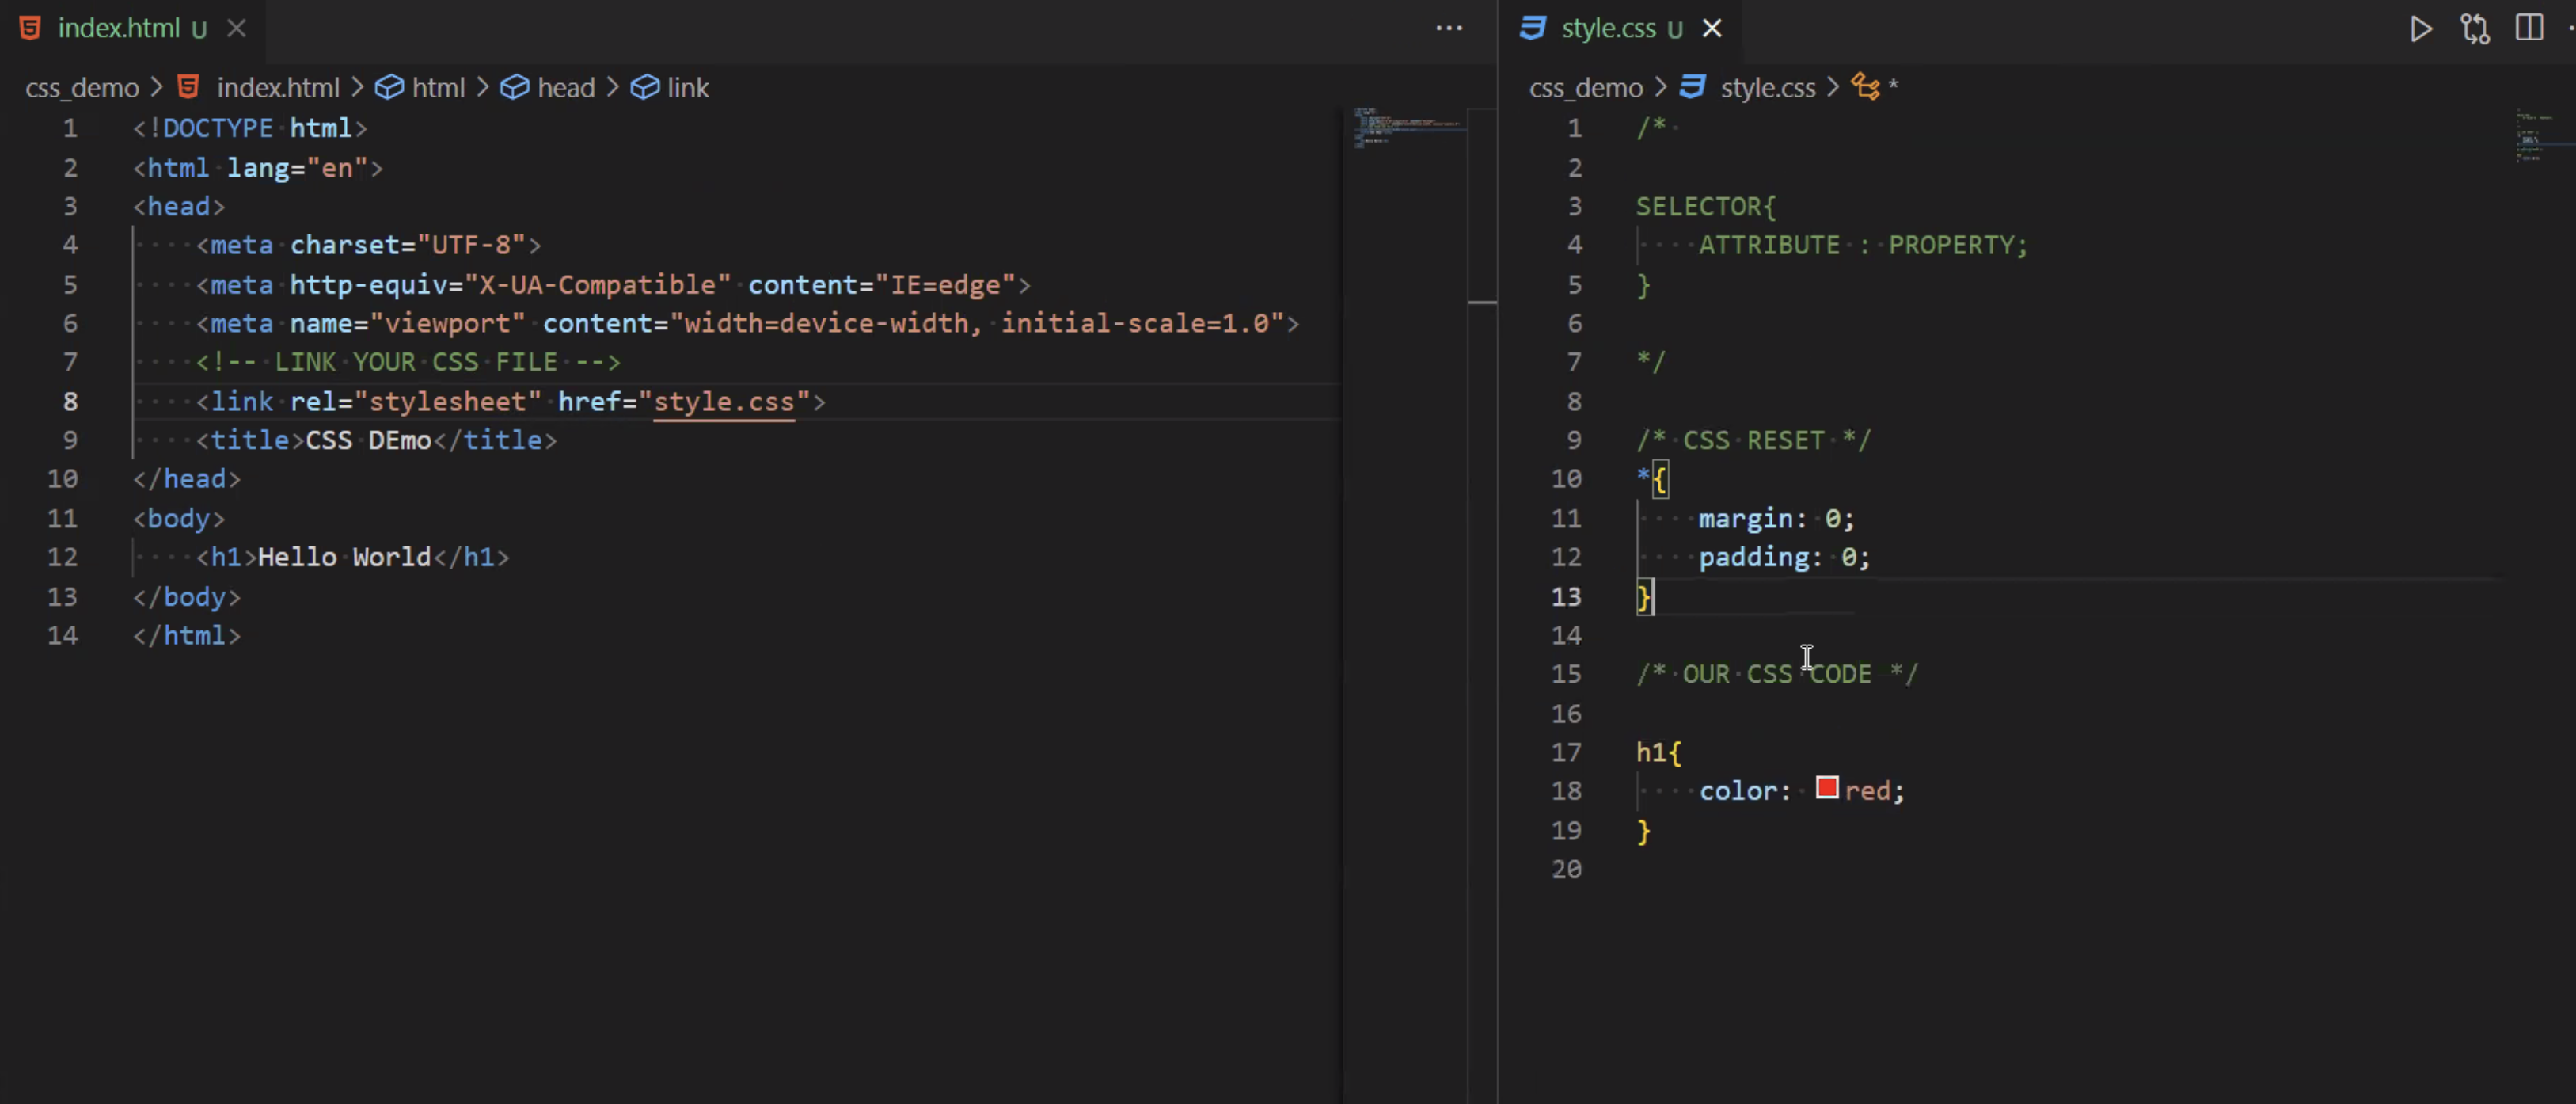 index.html U
css_demo > index.html > html > head > link
1 <!DOCTYPE html>
2 <html lang="en">
3 <head>
4     <meta charset="UTF-8">
5     <meta http-equiv="X-UA-Compatible" content="IE=edge">
6     <meta name="viewport" content="width=device-width, initial-scale=1.0">
7     <!-- LINK YOUR CSS FILE -->
8     <link rel="stylesheet" href="style.css">
9     <title>CSS DEmo</title>
10 </head>
11 <body>
12     <h1>Hello World</h1>
13 </body>
14 </html>
style.css U
css_demo > style.css > *
1 /*
2
3 SELECTOR{
4     ATTRIBUTE : PROPERTY;
5 }
6
7 */
8
9 /* CSS RESET */
10 *{
11     margin: 0;
12     padding: 0;
13 }
14
15 /* OUR CSS CODE */
16
17 h1{
18     color: red;
19 }
20